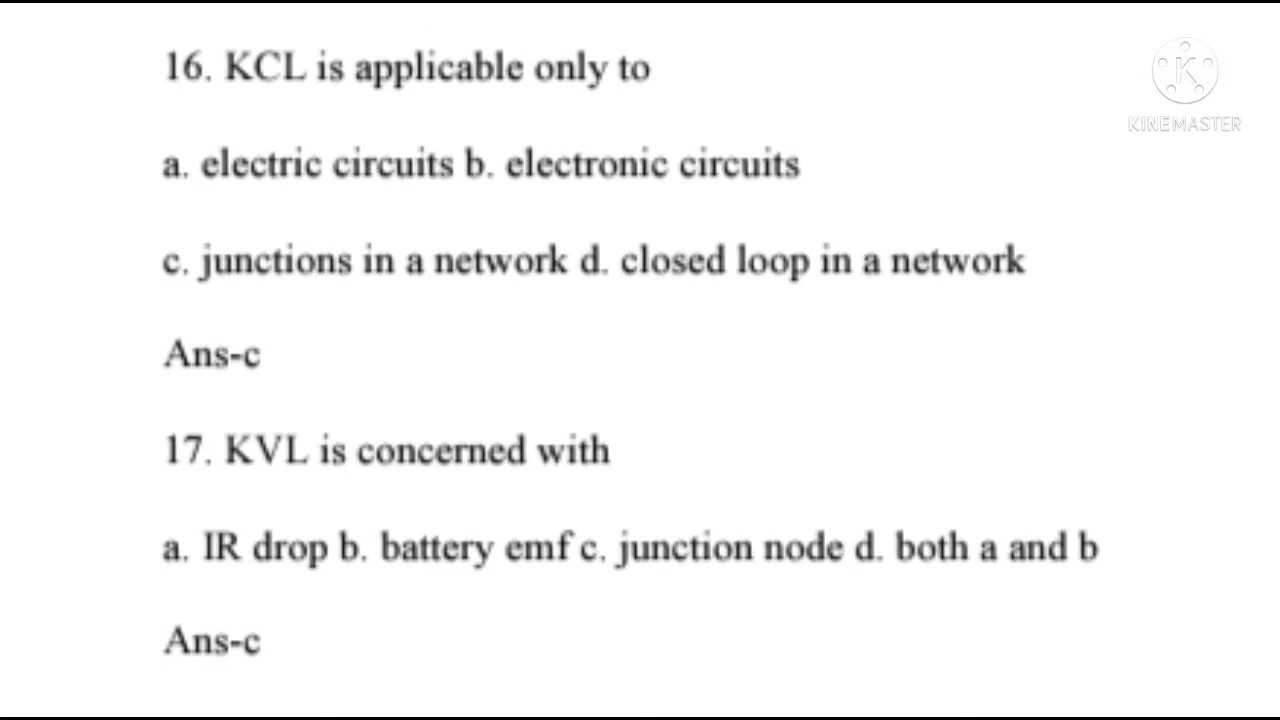 16. KCL is applicable only to
K
KINEMASTER
a. electric circuits b. electronic circuits
c. junctions in a network d. closed loop in a network
Ans-c
17. KVL is concerned with
a. IR drop b. battery emf c. junction node d. both a and b
Ans-c